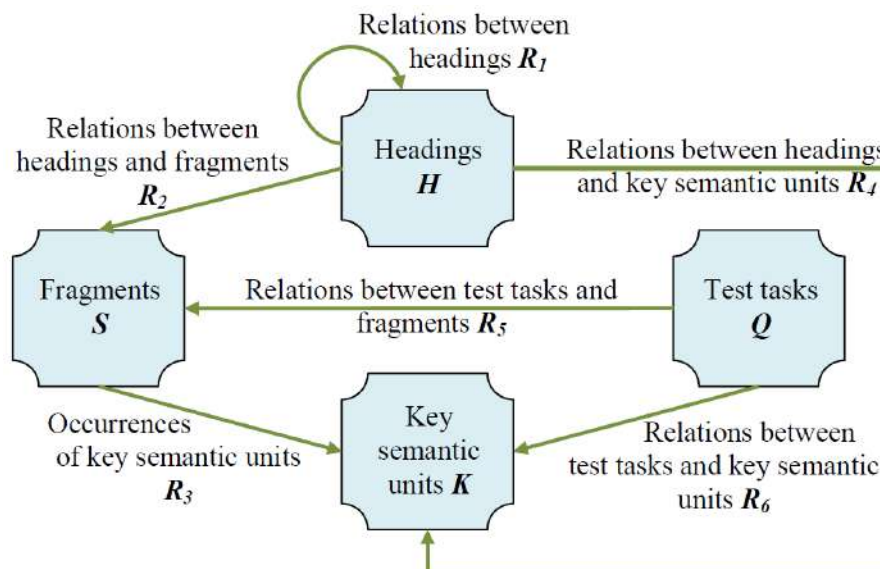 Relations between
headings R1
Relations between
headings and fragments
R2
Headings
H
Relations between headings
and key semantic units R4
Fragments
S
Relations between test tasks and
fragments R5
Test tasks
Q
Occurrences
of key semantic units
R3
Key
semantic
units K
Relations between
test tasks and key semantic
units R6